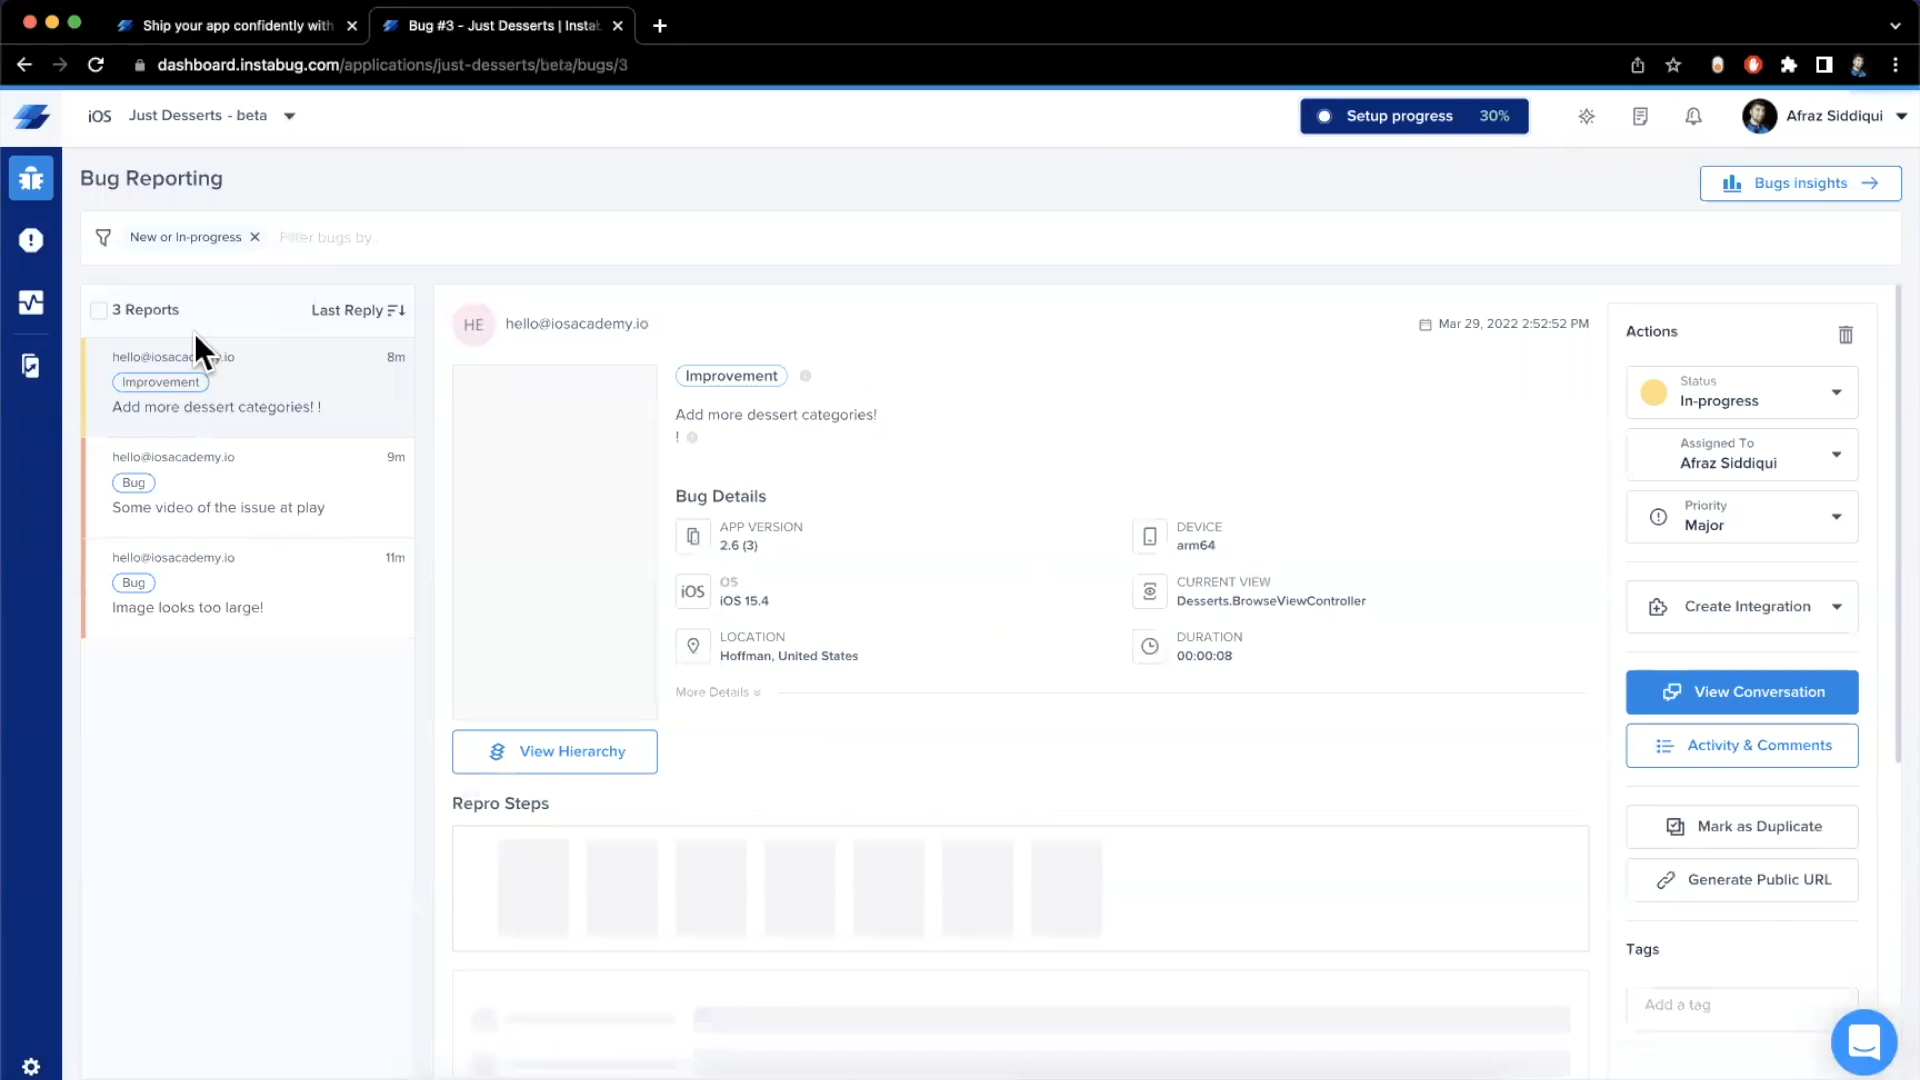 Ship your app confidently with
Bug #3 - Just Desserts | Insta
dashboard.instabug.com/applications/just-desserts/beta/bugs/3
iOS Just Desserts - beta
Setup progress 30%
Afraz Siddiqui
Bug Reporting
Bugs insights
New or In-progress
Filter bugs by..
3 Reports Last Reply
hello@iosacademy.io 8m
Improvement
Add more dessert categories! !
hello@iosacademy.io 9m
Bug
Some video of the issue at play
hello@iosacademy.io 11m
Bug
Image looks too large!
HE hello@iosacademy.io Mar 29, 2022 2:52:52 PM
Improvement
Add more dessert categories!
!
Bug Details
APP VERSION
2.6 (3)
DEVICE
arm64
iOS
OS
iOS 15.4
CURRENT VIEW
Desserts.BrowseViewController
LOCATION
Hoffman, United States
DURATION
00:00:08
More Details
View Hierarchy
Repro Steps
Actions
Status
In-progress
Assigned To
Afraz Siddiqui
Priority
Major
Create Integration
View Conversation
Activity & Comments
Mark as Duplicate
Generate Public URL
Tags
Add a tag